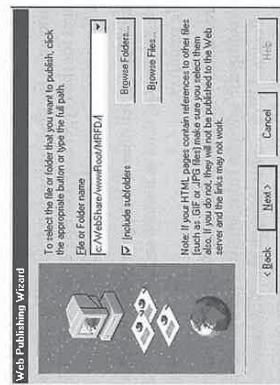 Web Publishing Wizard
To select the file or folder that you want to publish, click
the appropriate button or type the full path.
File or Folder name
c:/WebShare/wwwRoot/MRFD/
Browse Folders...
Browse Files...
Include subfolders
Note: If your HTML pages contain references to other files
(such as .GIF or .JPG files) make sure you select them
also. If you do not, they will not be published to the Web
server and the links may not work.
< Back
Next >
Cancel
Help